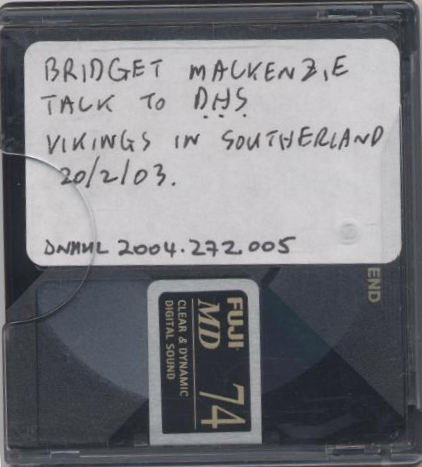 BRIDGET MACKENZIE
TALK TO D.H.S.
VIKINGS IN SOUTHERLAND
20/2/03.
DNHHL 2004.272.005
END
FUJI
MD 74
CLEAR & DYNAMIC
DIGITAL SOUND